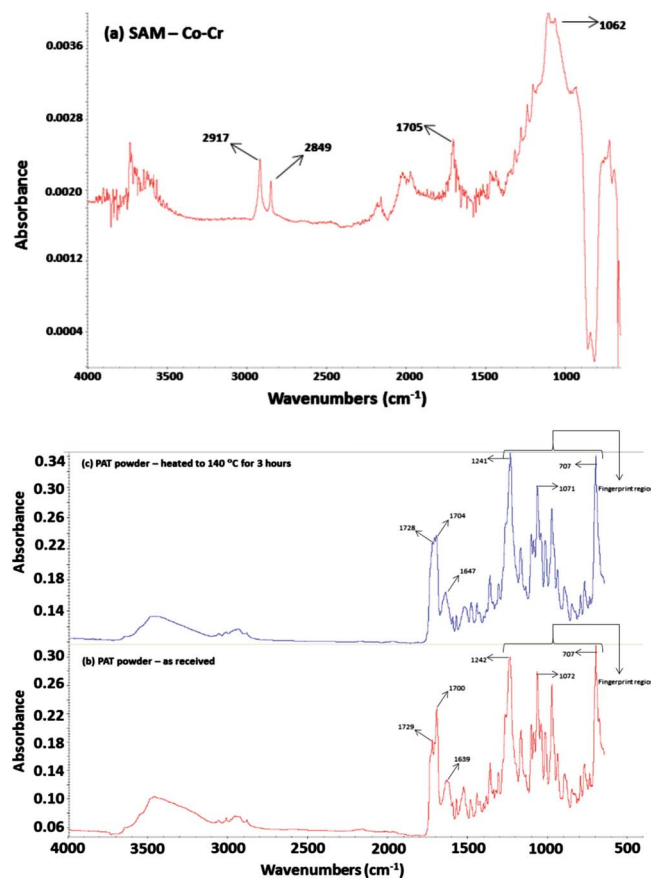 (a) SAM – Co-Cr
1062
0.0036
0.0028
0.0020
0.0012
0.0004
Absorbance
2917
2849
1705
4000 3000 2500 2000 1500 1000
Wavenumbers (cm-1)
(c) PAT powder – heated to 140 °C for 3 hours
0.34
0.30
0.26
0.22
0.18
0.14
Absorbance
1241
707
1071
Fingerprint region
1728
1704
1647
(b) PAT powder – as received
0.30
0.26
0.22
0.18
0.14
0.10
0.06
Absorbance
1242
707
1072
Fingerprint region
1729
1700
1639
4000 3500 3000 2500 2000 1500 1000 500
Wavenumbers (cm-1)